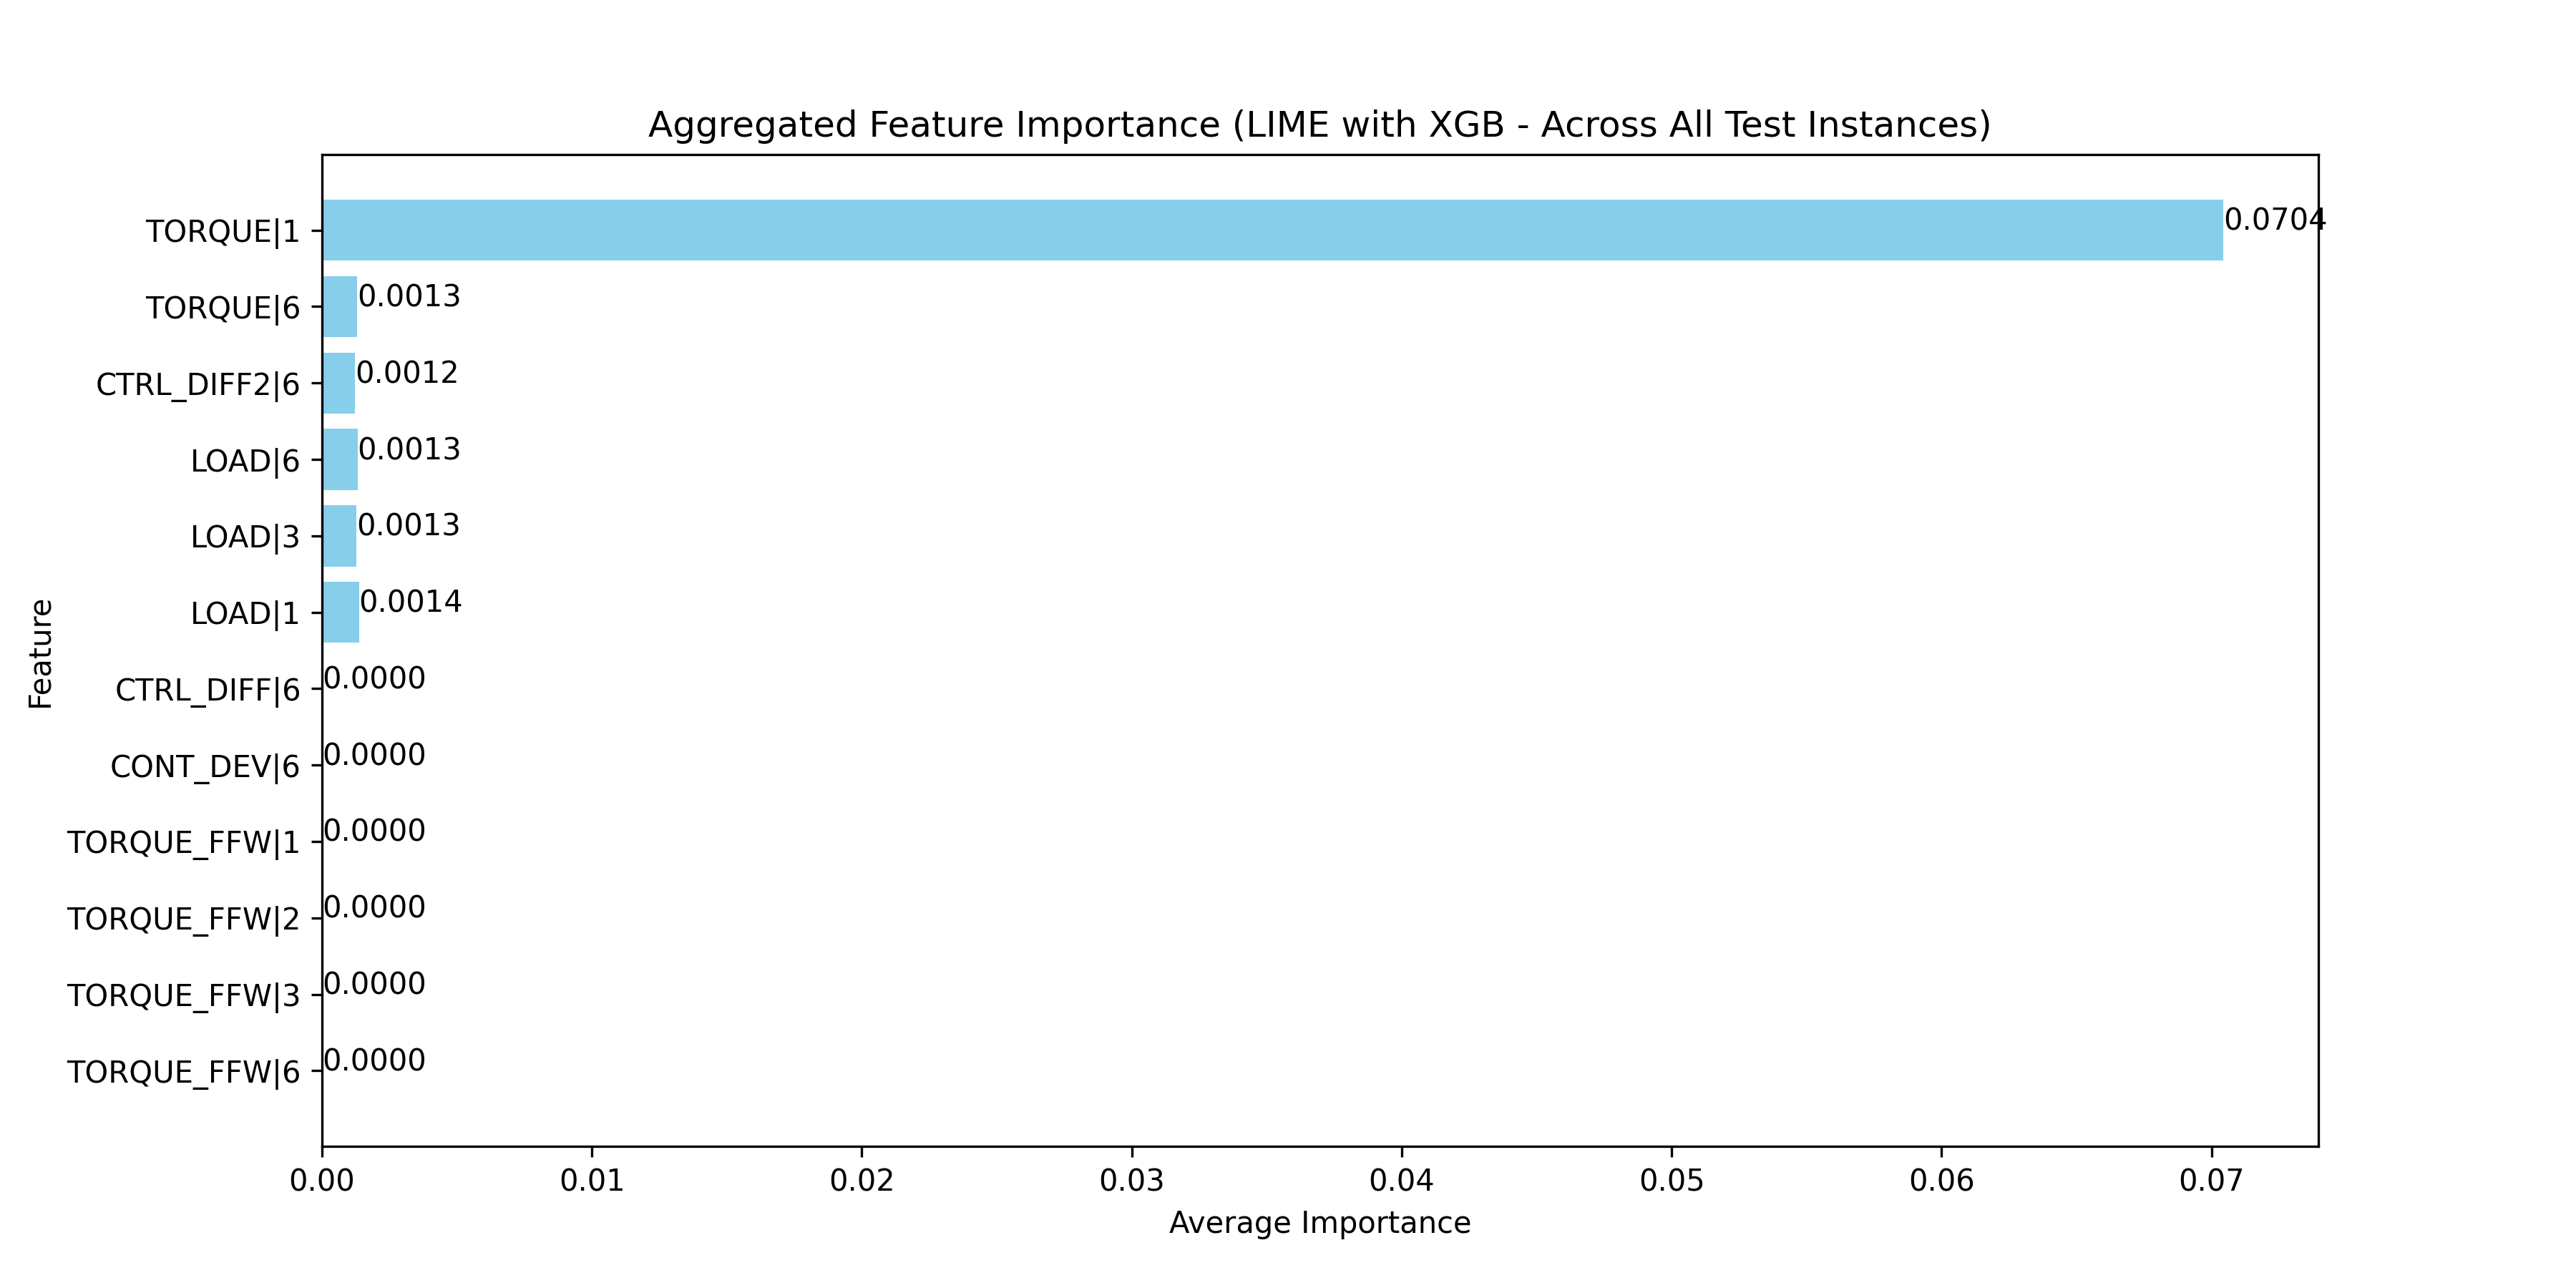 Aggregated Feature Importance (LIME with XGB - Across All Test Instances)
TORQUE|1 0.0704
TORQUE|6 0.0013
CTRL_DIFF2|6 0.0012
LOAD|6 0.0013
LOAD|3 0.0013
LOAD|1 0.0014
CTRL_DIFF|6 0.0000
CONT_DEV|6 0.0000
TORQUE_FFW|1 0.0000
TORQUE_FFW|2 0.0000
TORQUE_FFW|3 0.0000
TORQUE_FFW|6 0.0000
Feature
0.00 0.01 0.02 0.03 0.04 0.05 0.06 0.07
Average Importance